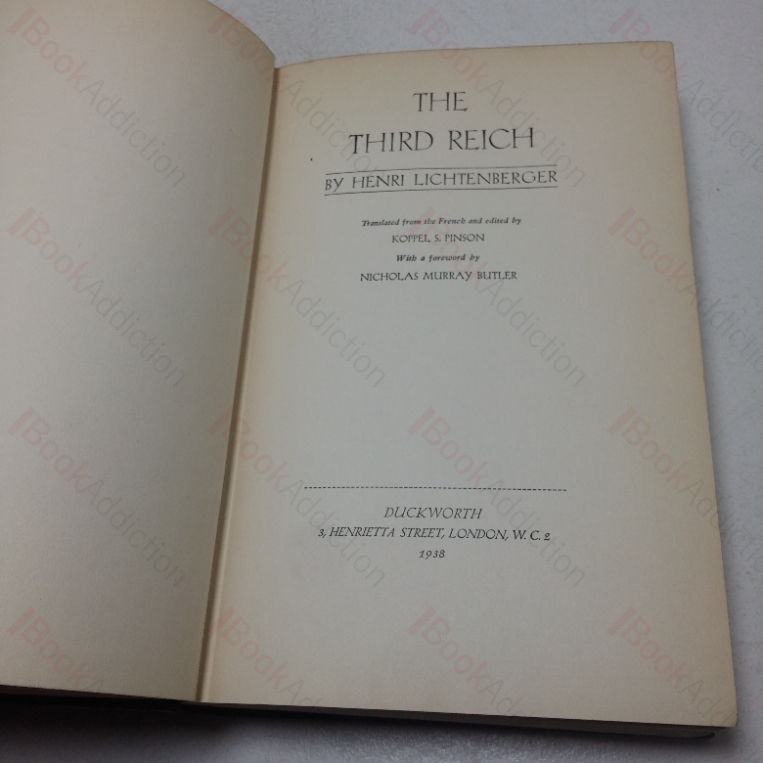 THE
THIRD REICH
BY HENRI LICHTENBERGER
Translated from the French and edited by
KOPPEL S. PINSON
With a foreword by
NICHOLAS MURRAY BUTLER
DUCKWORTH
3, HENRIETTA STREET, LONDON, W. C. 2
1938
BookAddiction